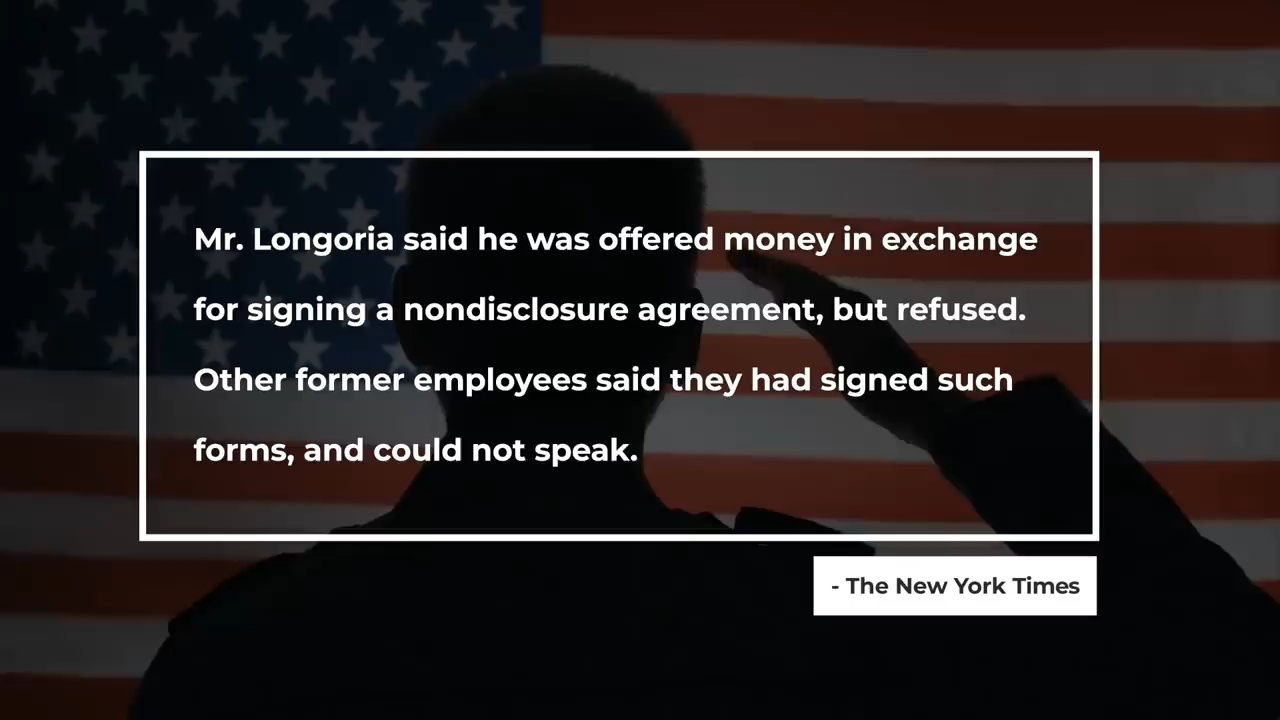 Mr. Longoria said he was offered money in exchange
for signing a nondisclosure agreement, but refused.
Other former employees said they had signed such
forms, and could not speak.
- The New York Times